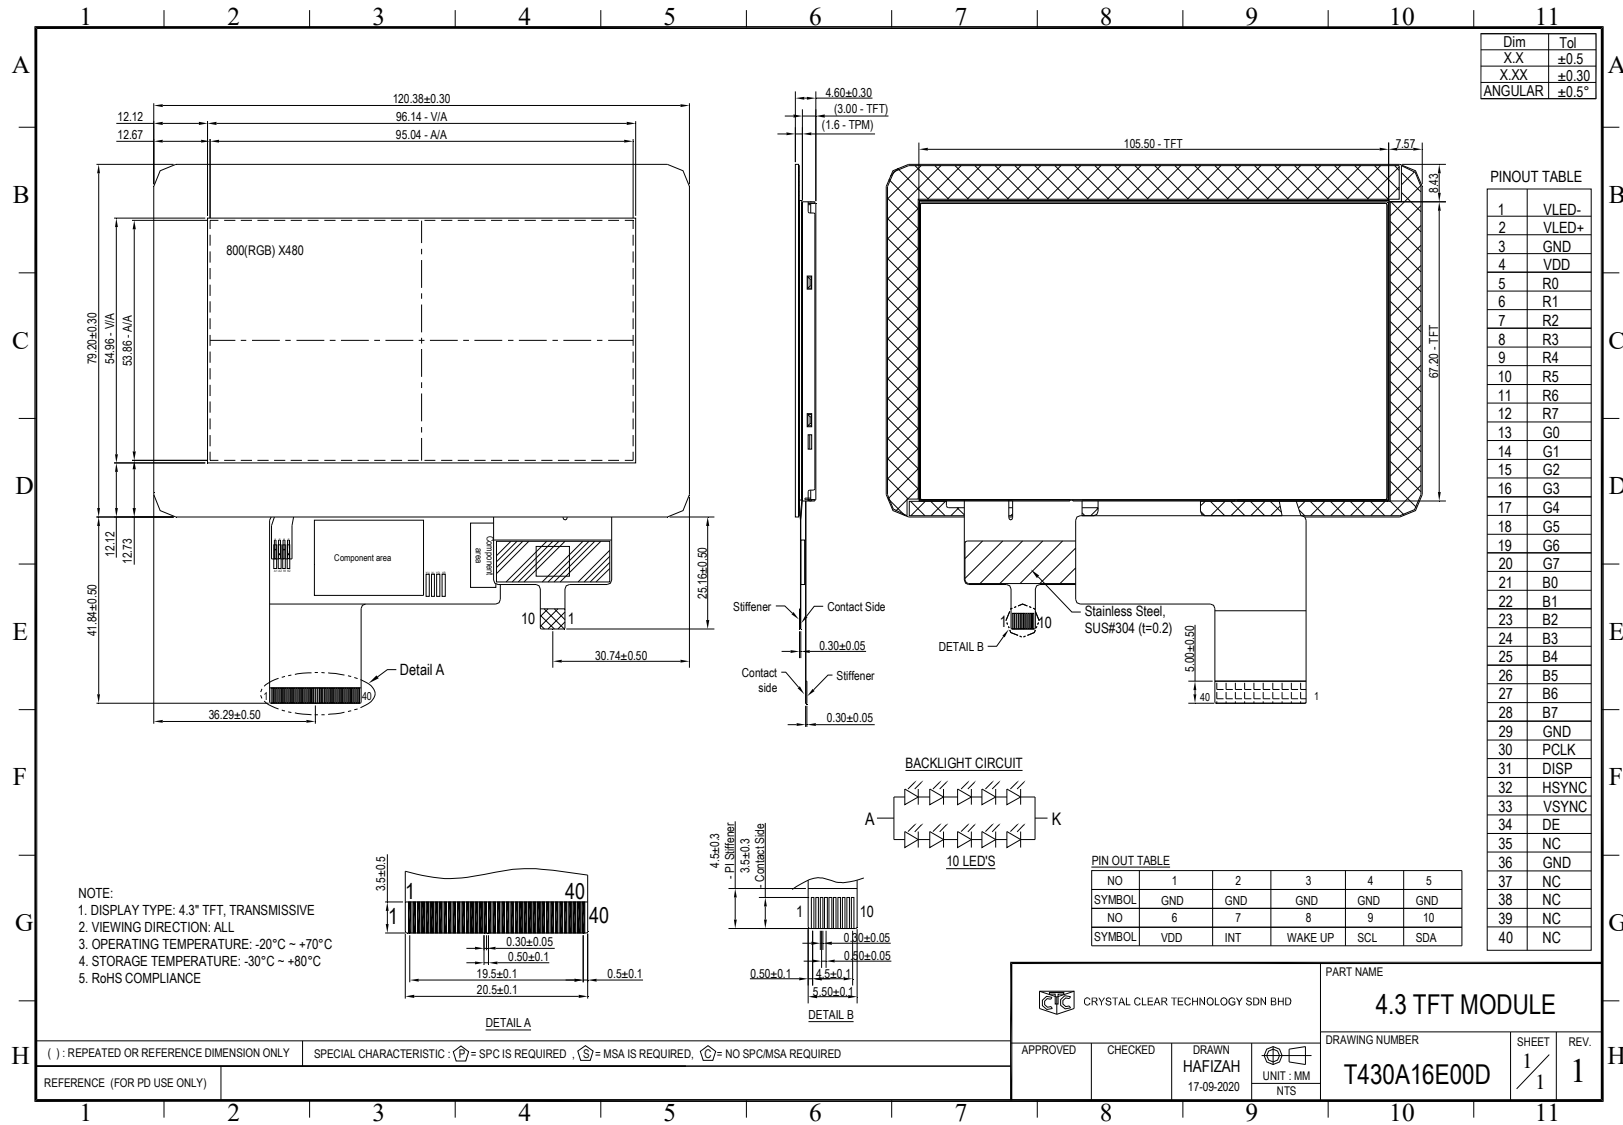 1 2 3 4 5 6 7 8 9 10 11
A
B
C
D
E
F
G
H
A
B
C
D
E
F
G
H
Dim Tol
X.X ±0.5
X.XX ±0.30
ANGULAR ±0.5°
120.38±0.30
12.12 96.14 - V/A
12.67 95.04 - A/A
800(RGB) X480
79.20±0.30
54.96 - V/A
53.86 - A/A
12.12
12.73
41.84±0.50
Component area
Component area
10 1
25.16±0.50
30.74±0.50
Detail A
1 40
36.29±0.50
4.60±0.30
(3.00 - TFT)
(1.6 - TPM)
Stiffener
Contact Side
0.30±0.05
Contact side
Stiffener
0.30±0.05
105.50 - TFT
7.57
8.43
67.20 - TFT
Stainless Steel,
SUS#304 (t=0.2)
1 10
DETAIL B
5.00±0.50
40 1
PINOUT TABLE
1 VLED-
2 VLED+
3 GND
4 VDD
5 R0
6 R1
7 R2
8 R3
9 R4
10 R5
11 R6
12 R7
13 G0
14 G1
15 G2
16 G3
17 G4
18 G5
19 G6
20 G7
21 B0
22 B1
23 B2
24 B3
25 B4
26 B5
27 B6
28 B7
29 GND
30 PCLK
31 DISP
32 HSYNC
33 VSYNC
34 DE
35 NC
36 GND
37 NC
38 NC
39 NC
40 NC
BACKLIGHT CIRCUIT
A K
10 LED'S
PIN OUT TABLE
NO 1 2 3 4 5
SYMBOL GND GND GND GND GND
NO 6 7 8 9 10
SYMBOL VDD INT WAKE UP SCL SDA
NOTE:
1. DISPLAY TYPE: 4.3" TFT, TRANSMISSIVE
2. VIEWING DIRECTION: ALL
3. OPERATING TEMPERATURE: -20°C ~ +70°C
4. STORAGE TEMPERATURE: -30°C ~ +80°C
5. RoHS COMPLIANCE
3.5±0.5
1 40
1 40
0.30±0.05
0.50±0.1
19.5±0.1 0.5±0.1
20.5±0.1
DETAIL A
4.5±0.3
- PI Stiffener
3.5±0.3
- Contact Side
1 10
0.30±0.05
0.50±0.05
0.50±0.1 4.5±0.1
5.50±0.1
DETAIL B
CTC CRYSTAL CLEAR TECHNOLOGY SDN BHD
PART NAME
4.3 TFT MODULE
APPROVED CHECKED DRAWN
HAFIZAH
17-09-2020
UNIT : MM
NTS
DRAWING NUMBER
T430A16E00D
SHEET
1/1
REV.
1
( ) : REPEATED OR REFERENCE DIMENSION ONLY
SPECIAL CHARACTERISTIC : P = SPC IS REQUIRED , S = MSA IS REQUIRED, C = NO SPC/MSA REQUIRED
REFERENCE (FOR PD USE ONLY)
1 2 3 4 5 6 7 8 9 10 11